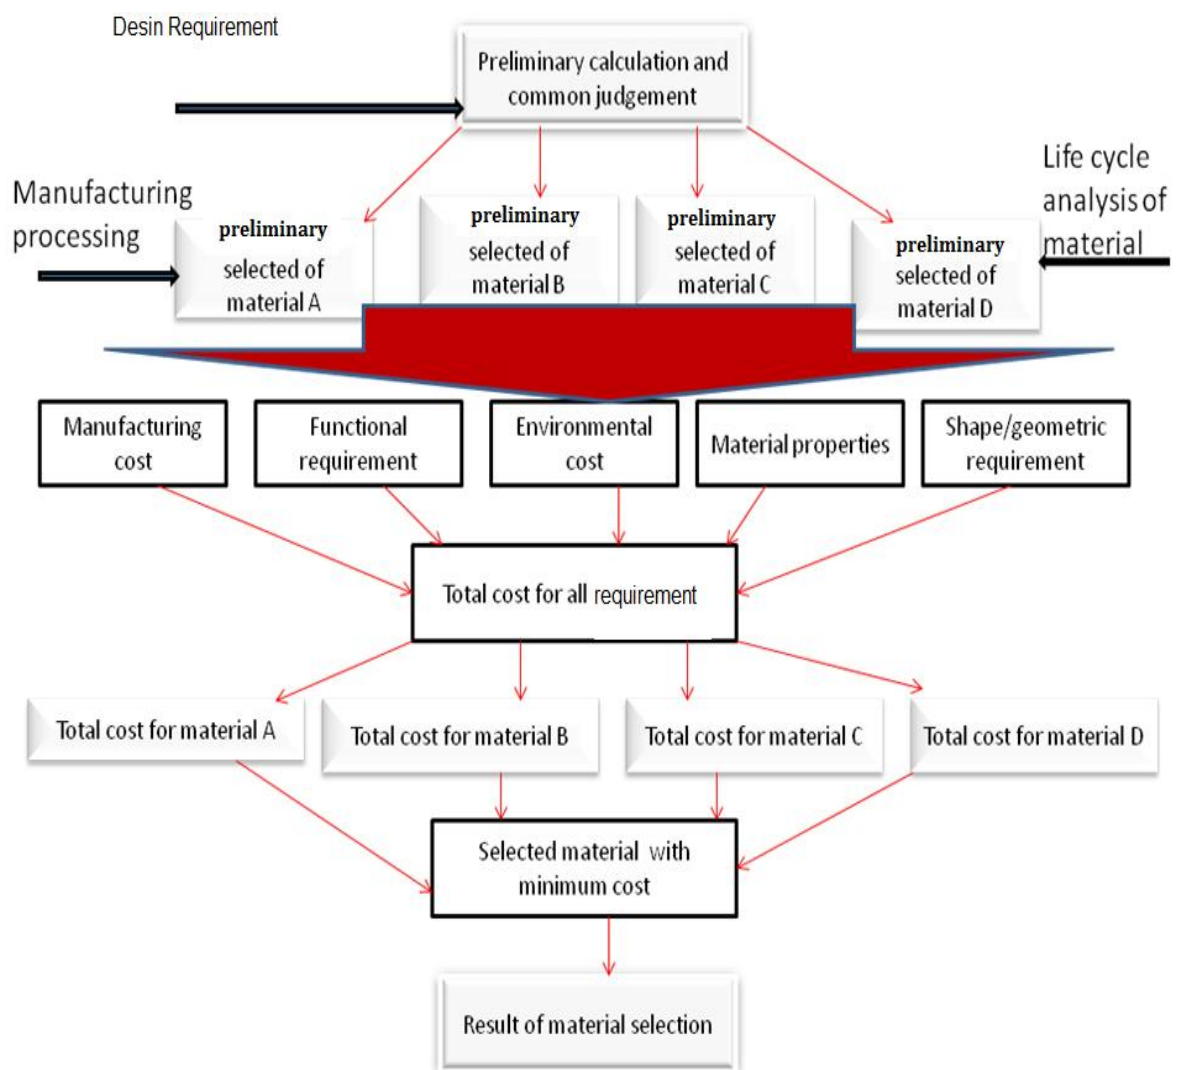 Desin Requirement
Preliminary calculation and
common judgement
Manufacturing
processing
Life cycle
analysis of
material
preliminary
selected of
material A
preliminary
selected of
material B
preliminary
selected of
material C
preliminary
selected of
material D
Manufacturing
cost
Functional
requirement
Environmental
cost
Material properties
Shape/geometric
requirement
Total cost for all requirement
Total cost for material A
Total cost for material B
Total cost for material C
Total cost for material D
Selected material with
minimum cost
Result of material selection